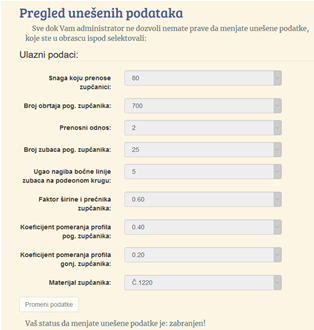 Pregled unešenih podataka
Sve dok Vam administrator ne dozvoli nemate prave da menjate unešene podatke,
koje ste u obrascu ispod selektovali:
Ulazni podaci:
Snaga koju prenose
zupčanici:
80
Broj obrtaja pog. zupčanika:
700
Prenosni odnos:
2
Broj zubaca pog. zupčanika:
25
Ugao nagiba bočne linije
zubaca na podeonom krugu:
5
Faktor širine i prečnika
zupčanika:
0.60
Koeficijent pomeranja profila
pog. zupčanika:
0.40
Koeficijent pomeranja profila
gonj. zupčanika:
0.20
Materijal zupčanika:
Č.1220
Promeni podatke
Vaš status da menjate unešene podatke je: zabranjen!